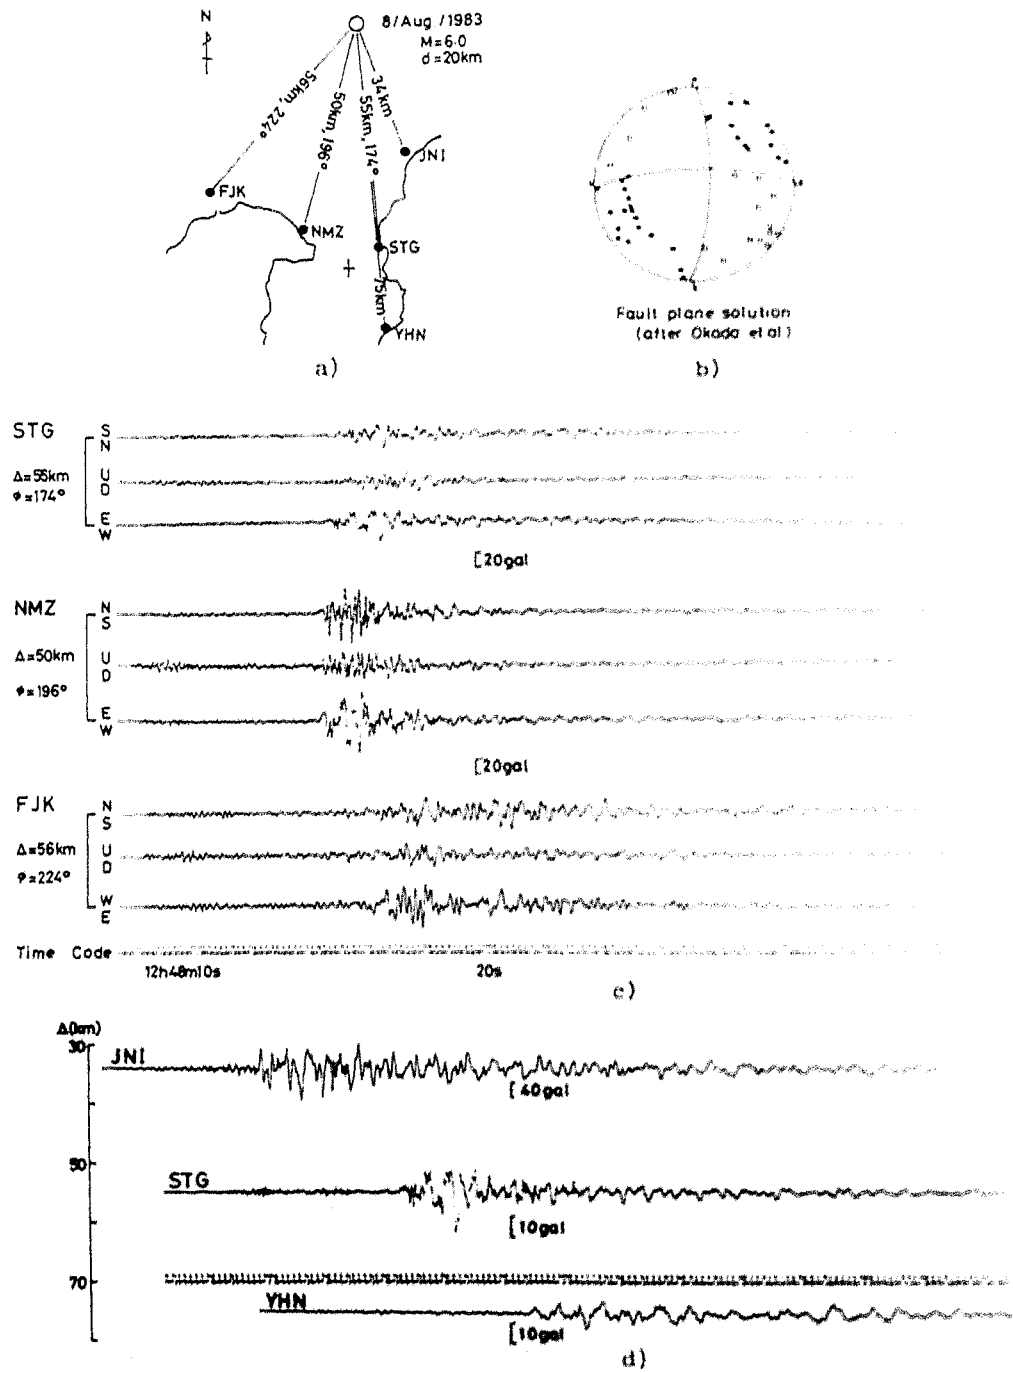 N
8/Aug./1983
M=6.0
d=20km
56km, 224°
50km, 196°
55km, 174°
34km
JNI
FJK
NMZ
STG
75km
YHN
a)
Fault plane solution
(after Okada et al)
b)
STG
Δ=55km
φ=174°
S
N
U
D
E
W
[20gal
NMZ
Δ=50km
φ=196°
N
S
U
D
E
W
[20gal
FJK
Δ=56km
φ=224°
N
S
U
D
W
E
Time Code
12h48m10s
20s
c)
Δ(km)
30
JNI
[40gal
50
STG
[10gal
70
YHN
[10gal
d)